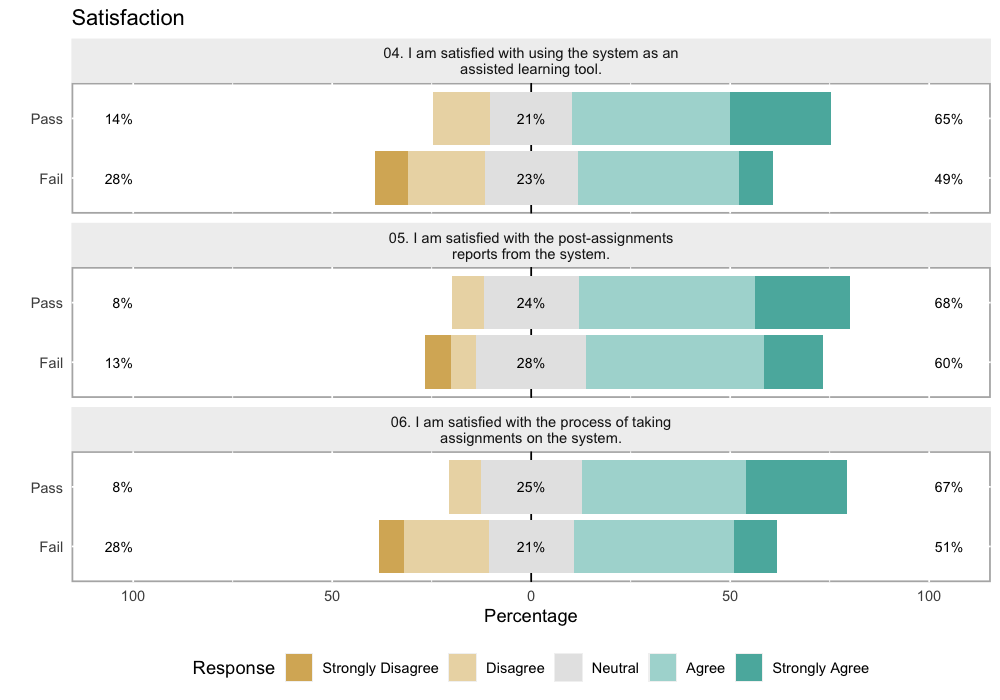 Satisfaction
04. I am satisfied with using the system as an
assisted learning tool.
Pass 14% 21% 65%
Fail 28% 23% 49%
05. I am satisfied with the post-assignments
reports from the system.
Pass 8% 24% 68%
Fail 13% 28% 60%
06. I am satisfied with the process of taking
assignments on the system.
Pass 8% 25% 67%
Fail 28% 21% 51%
100 50 0 50 100
Percentage
Response Strongly Disagree Disagree Neutral Agree Strongly Agree